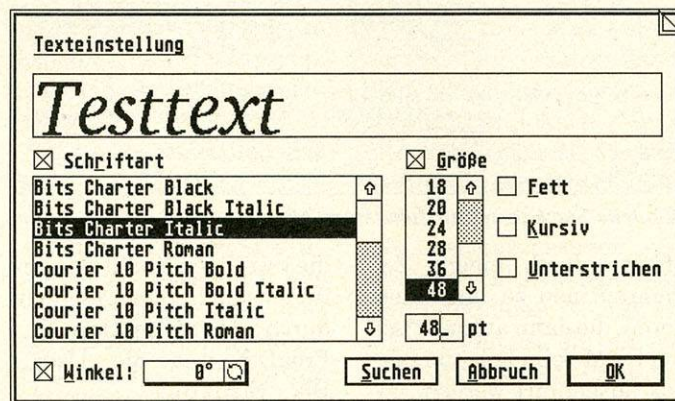 Texteinstellung
Testtext
Schriftart
Bits Charter Black
Bits Charter Black Italic
Bits Charter Italic
Bits Charter Roman
Courier 10 Pitch Bold
Courier 10 Pitch Bold Italic
Courier 10 Pitch Italic
Courier 10 Pitch Roman
Größe
18
20
24
28
36
48
48_ pt
Fett
Kursiv
Unterstrichen
Winkel: 0°
Suchen Abbruch OK